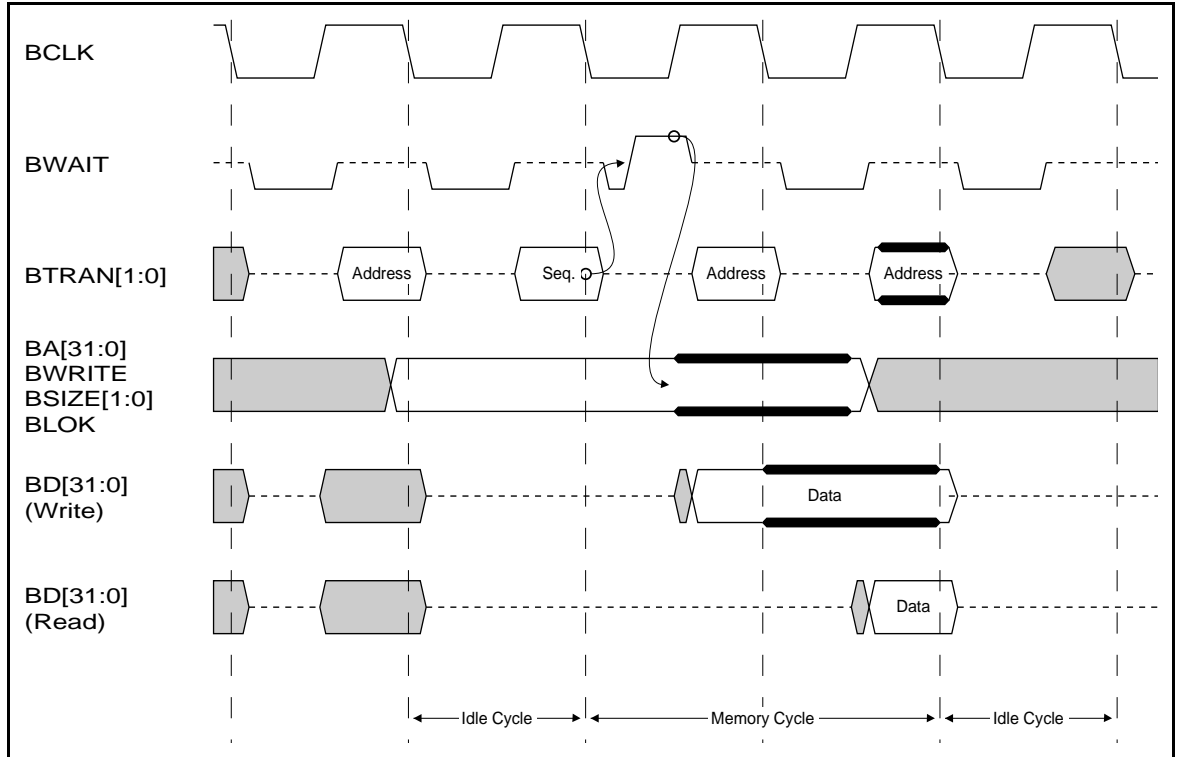 BCLK
BWAIT
BTRAN[1:0]
Address
Seq.
Address
Address
BA[31:0]
BWRITE
BSIZE[1:0]
BLOK
BD[31:0]
(Write)
Data
BD[31:0]
(Read)
Data
Idle Cycle
Memory Cycle
Idle Cycle